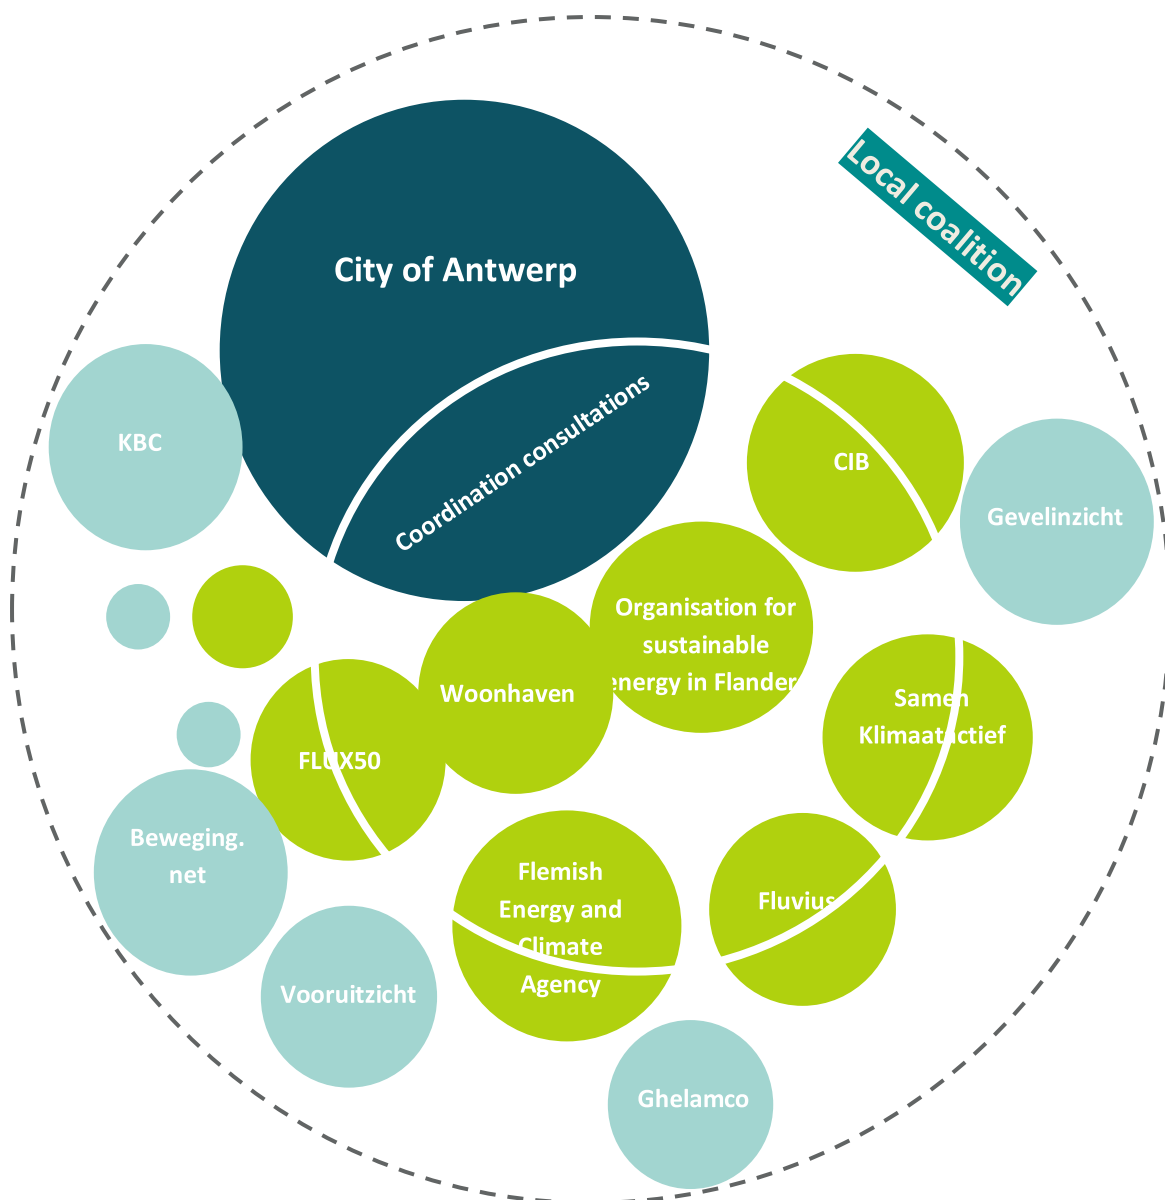 Local coalition
City of Antwerp
Coordination consultations
KBC
CIB
Gevelinzicht
Organisation for
sustainable
energy in Flander
Woonhaven
Samen
Klimaatactief
FLUX50
Beweging.
net
Flemish
Energy and
Climate
Agency
Fluvius
Vooruitzicht
Ghelamco